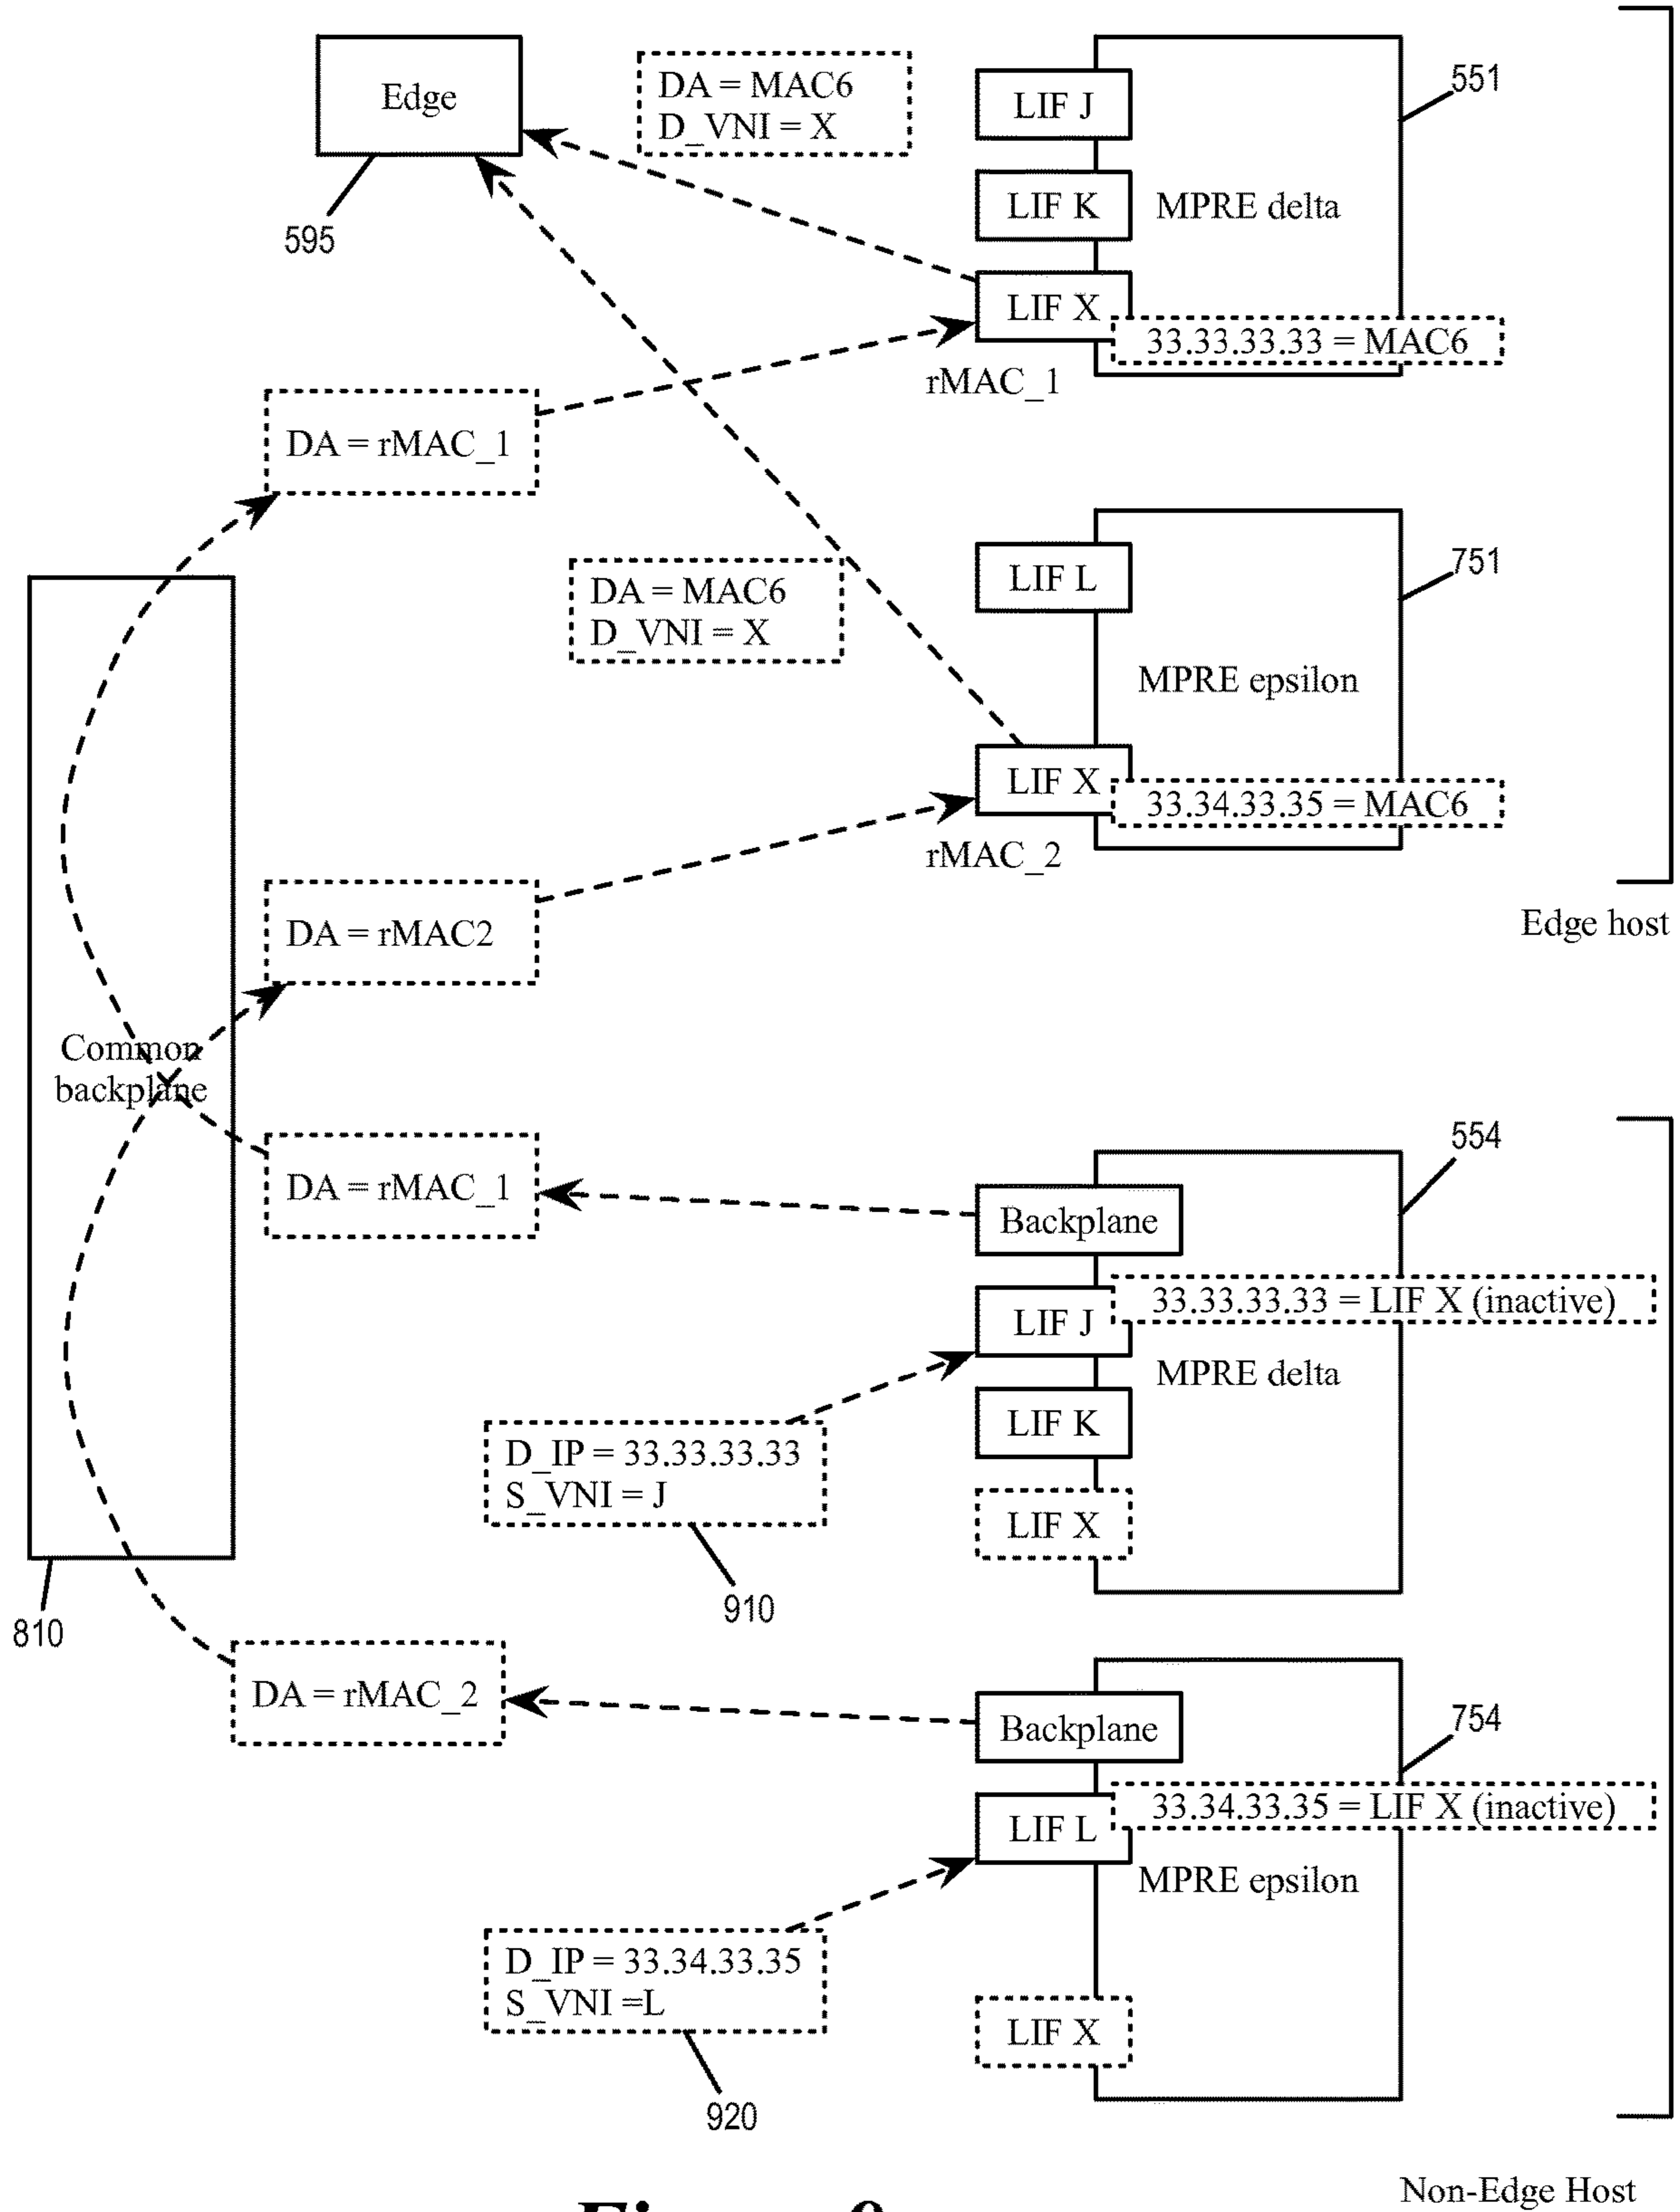 Edge
595
DA = MAC6
D_VNI = X
LIF J
LIF K
MPRE delta
LIF X
33.33.33.33 = MAC6
rMAC_1
551
DA = rMAC_1
DA = MAC6
D_VNI = X
LIF L
MPRE epsilon
LIF X
33.34.33.35 = MAC6
rMAC_2
751
DA = rMAC2
Edge host
Common
backplane
810
DA = rMAC_1
Backplane
554
33.33.33.33 = LIF X (inactive)
LIF J
MPRE delta
LIF K
LIF X
D_IP = 33.33.33.33
S_VNI = J
910
DA = rMAC_2
Backplane
754
33.34.33.35 = LIF X (inactive)
LIF L
MPRE epsilon
LIF X
D_IP = 33.34.33.35
S_VNI =L
920
Non-Edge Host